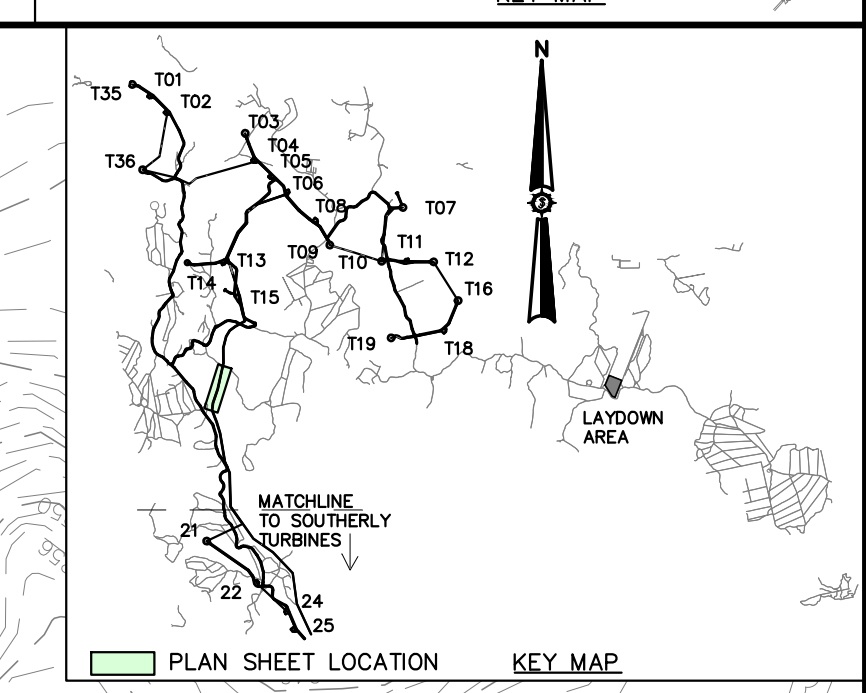 KEY MAP
N
T01
T35
T02
T03
T04
T36
T05
T06
T08
T07
T09
T11
T10
T12
T13
T14
T15
T16
T19
T18
LAYDOWN
AREA
MATCHLINE
TO SOUTHERLY
TURBINES
21
22
24
25
PLAN SHEET LOCATION
KEY MAP